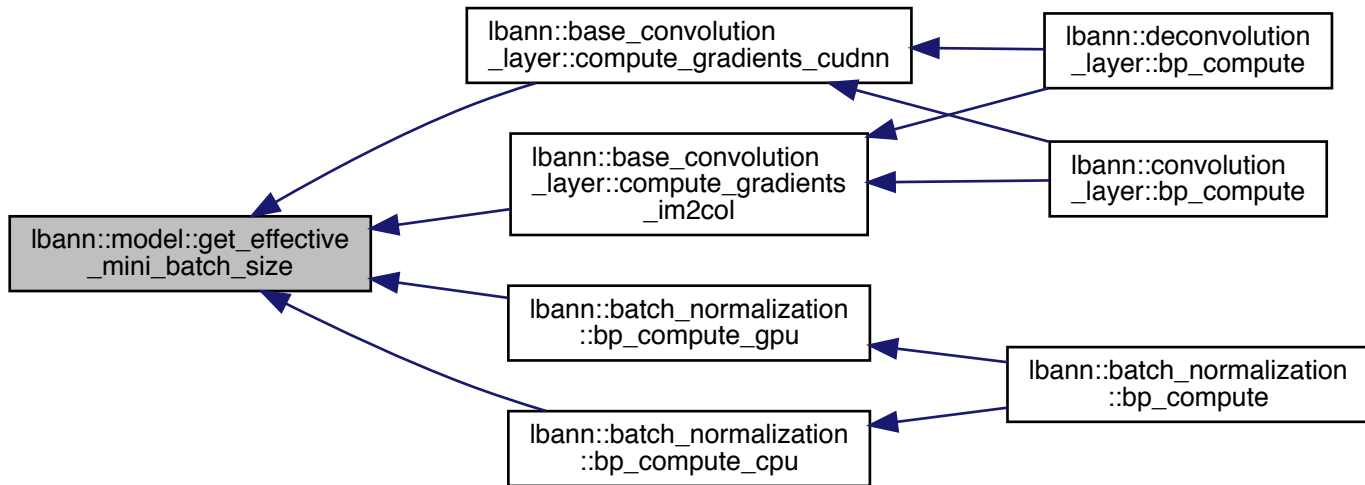 lbann::base_convolution
_layer::compute_gradients_cudnn
lbann::deconvolution
_layer::bp_compute
lbann::base_convolution
_layer::compute_gradients
_im2col
lbann::convolution
_layer::bp_compute
lbann::model::get_effective
_mini_batch_size
lbann::batch_normalization
::bp_compute_gpu
lbann::batch_normalization
::bp_compute
lbann::batch_normalization
::bp_compute_cpu